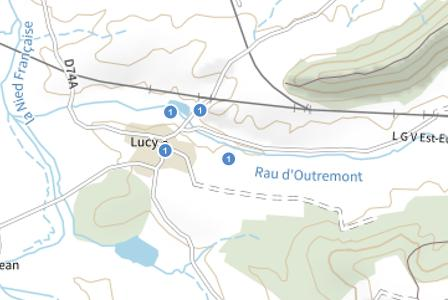 la Nied Française
D74A
1
1
Lucy
1
1
L G V Est-Eu
Rau d'Outremont
ean